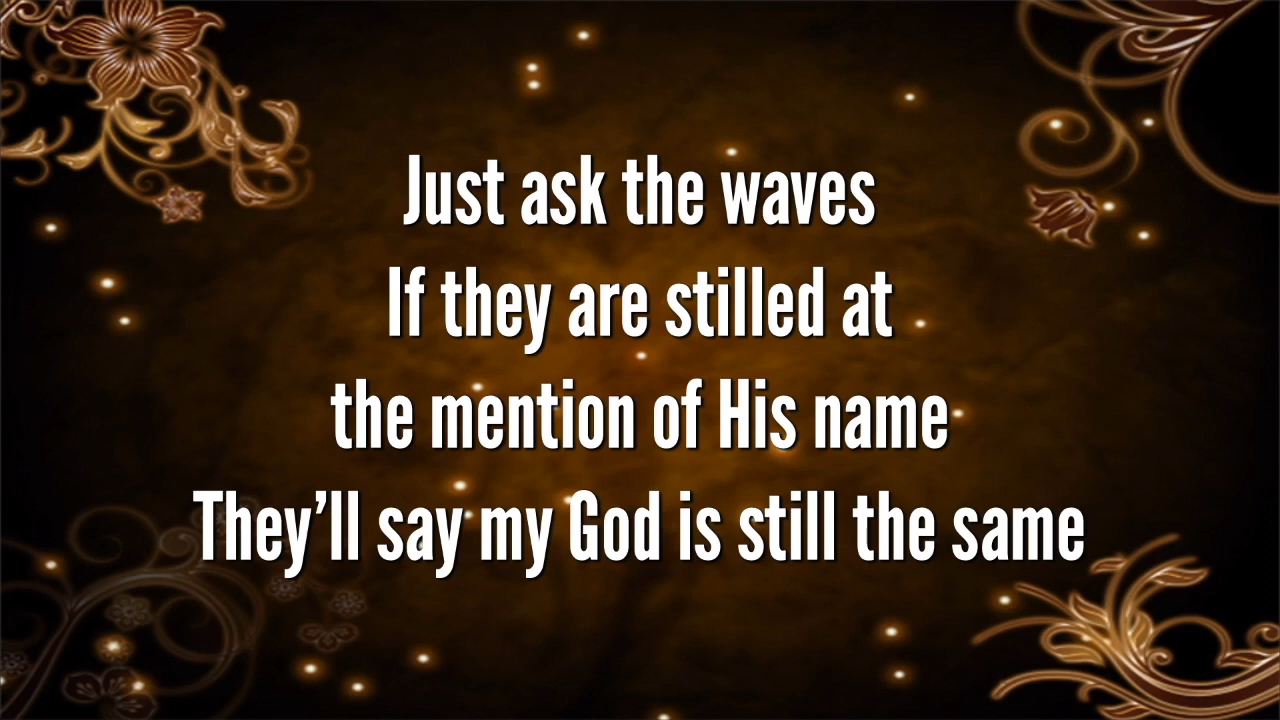 Just ask the waves
If they are stilled at
the mention of His name
They’ll say my God is still the same